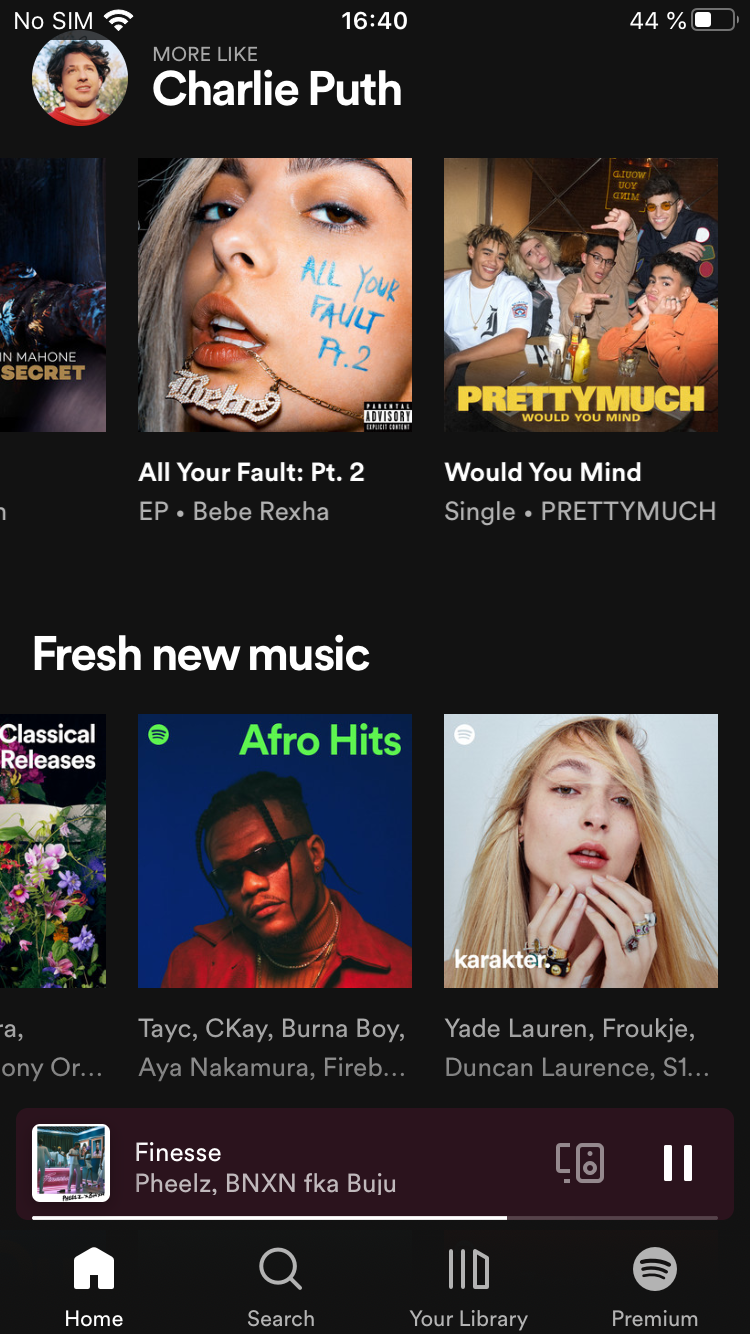 No SIM 16:40 44 %
MORE LIKE
Charlie Puth
IN MAHONE
SECRET
ALL YOUR
FAULT
Pt.2
Bebe
PARENTAL
ADVISORY
EXPLICIT CONTENT
WOULD
YOU
MIND
PRETTYMUCH
WOULD YOU MIND
All Your Fault: Pt. 2
EP • Bebe Rexha
Would You Mind
Single • PRETTYMUCH
Fresh new music
Classical
Releases
Afro Hits
karakter.
ra,
ony Or...
Tayc, CKay, Burna Boy,
Aya Nakamura, Fireb...
Yade Lauren, Froukje,
Duncan Laurence, S1...
Finesse
Pheelz, BNXN fka Buju
Home Search Your Library Premium